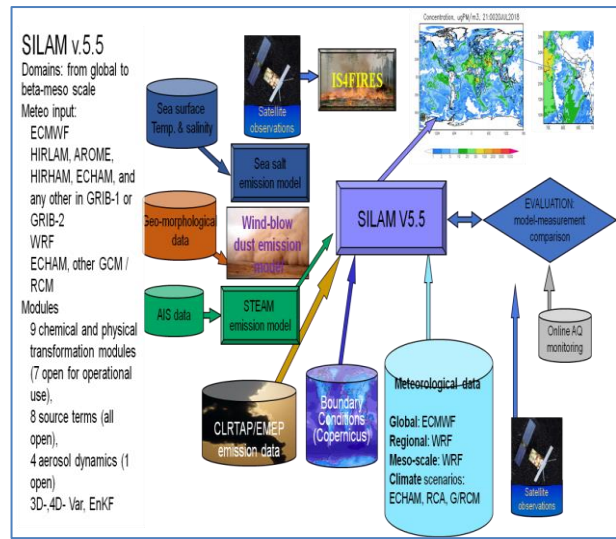 SILAM v.5.5
Domains: from global to
beta-meso scale
Meteo input:
ECMWF
HIRLAM, AROME,
HIRHAM, ECHAM, and
any other in GRIB-1 or
GRIB-2
WRF
ECHAM, other GCM /
RCM
Modules
9 chemical and physical
transformation modules
(7 open for operational
use),
8 source terms (all
open),
4 aerosol dynamics (1
open)
3D-,4D- Var, EnKF
Sea surface
Temp. & salinity
Satellite
observations
IS4FIRES
Sea salt
emission model
Geo-morphological
data
Wind-blow
dust emission
model
AIS data
STEAM
emission model
CLRTAP/EMEP
emission data
Boundary
Conditions
(Copernicus)
SILAM V5.5
Concentration, ugPM/m3, 21:0020JUL2018
EVALUATION:
model-measurement
comparison
Online AQ
monitoring
Meteorological data
Global: ECMWF
Regional: WRF
Meso-scale: WRF
Climate scenarios:
ECHAM, RCA, G/RCM
Satellite
observations